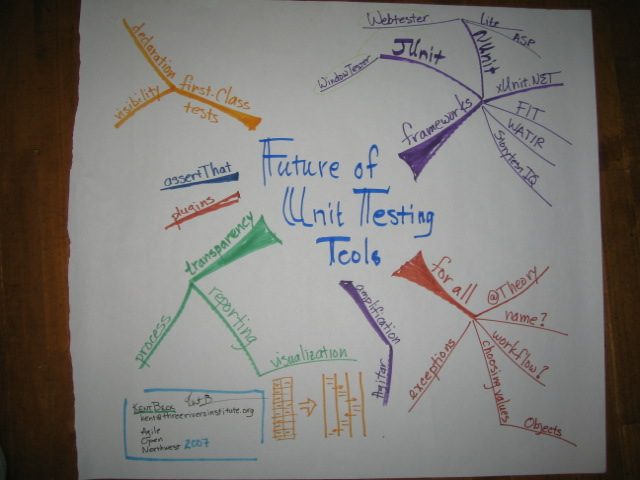 declaration
visibility
first-class
tests
Webtester
Lite
ASP
JUnit
NUnit
WindowTester
xUnit.NET
frameworks
FIT
WATIR
StorytestIQ
assertThat
plugins
Future of
Unit Testing
Tools
transparency
process
reporting
visualization
amplification
Agitar
for all
@Theory
name?
workflow?
choosing values
Objects
exceptions
Kent Beck
kent@threeriversinstitute.org
Agile
Open
Northwest 2007